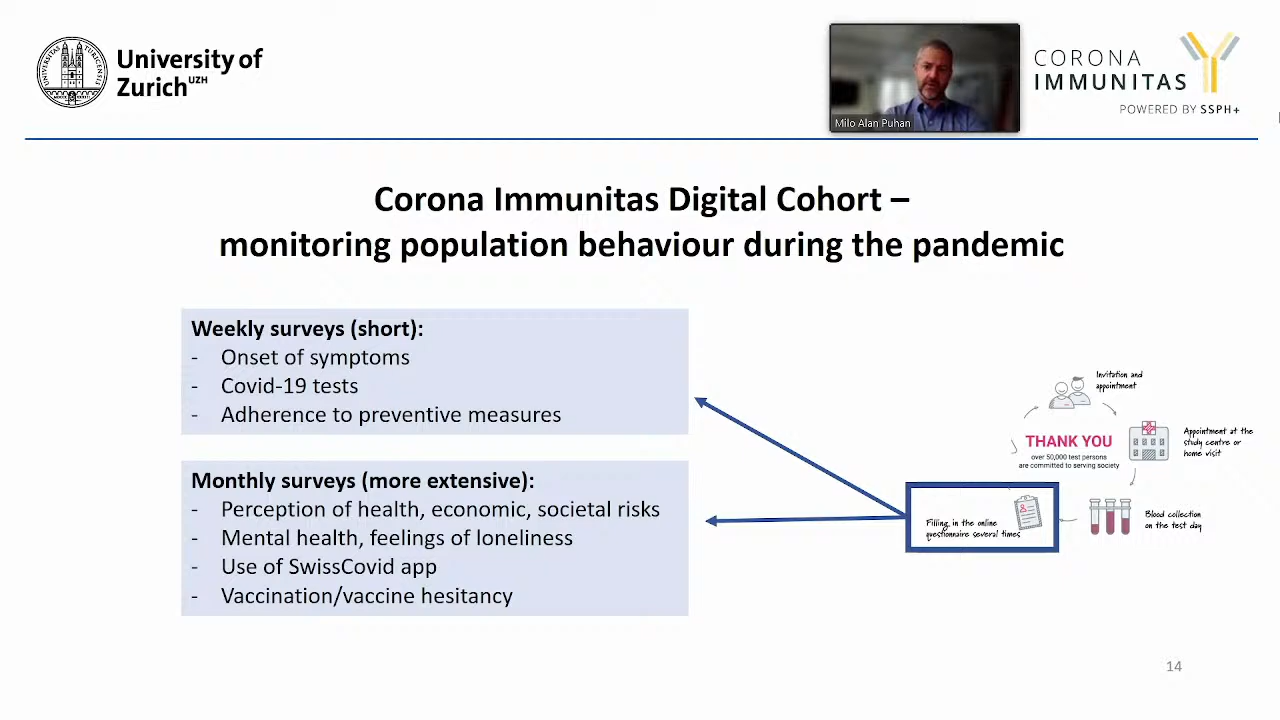 University of
Zurich UZH
Milo Alan Puhan
CORONA
IMMUNITAS
POWERED BY SSPH+
Corona Immunitas Digital Cohort –
monitoring population behaviour during the pandemic
Weekly surveys (short):
- Onset of symptoms
- Covid-19 tests
- Adherence to preventive measures
Monthly surveys (more extensive):
- Perception of health, economic, societal risks
- Mental health, feelings of loneliness
- Use of SwissCovid app
- Vaccination/vaccine hesitancy
Invitation and
appointment
THANK YOU
over 50,000 test persons
are committed to serving society
Appointment at the
study centre or
home visit
Blood collection
on the test day
Filling in the online
questionnaire several times
14